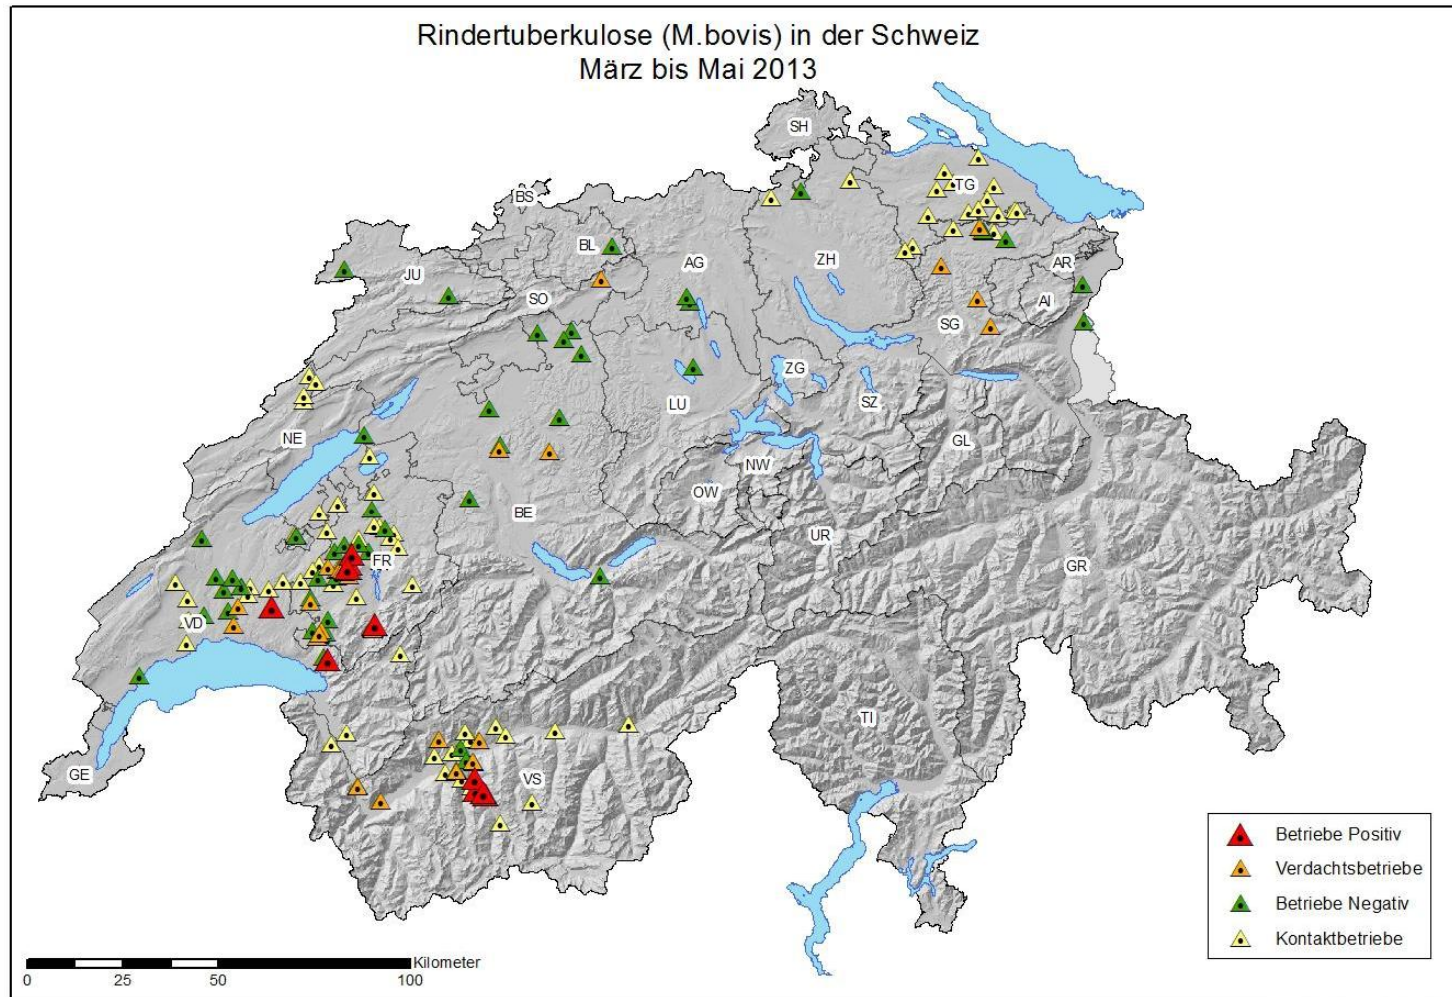 Rindertuberkulose (M.bovis) in der Schweiz
März bis Mai 2013
SH
TG
BS
BL
JU
AG
ZH
AR
SO
AI
SG
ZG
LU
SZ
NE
GL
NW
OW
BE
UR
FR
GR
VD
TI
GE
VS
Betriebe Positiv
Verdachtsbetriebe
Betriebe Negativ
Kontaktbetriebe
Kilometer
0 25 50 100